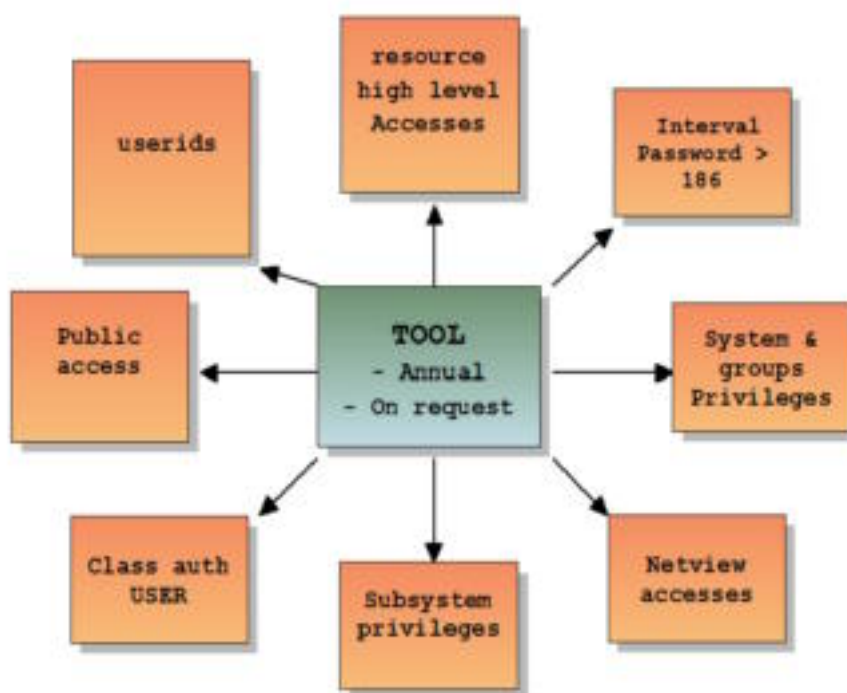 resource
high level
Accesses
userids
Interval
Password >
186
Public
access
TOOL
- Annual
- On request
System &
groups
Privileges
Class auth
USER
Subsystem
privileges
Netview
accesses